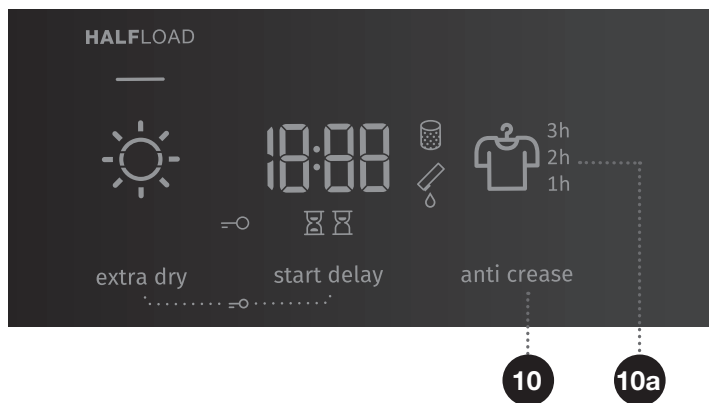 HALFLOAD
18:88
3h
2h
1h
extra dry
start delay
anti crease
10
10a